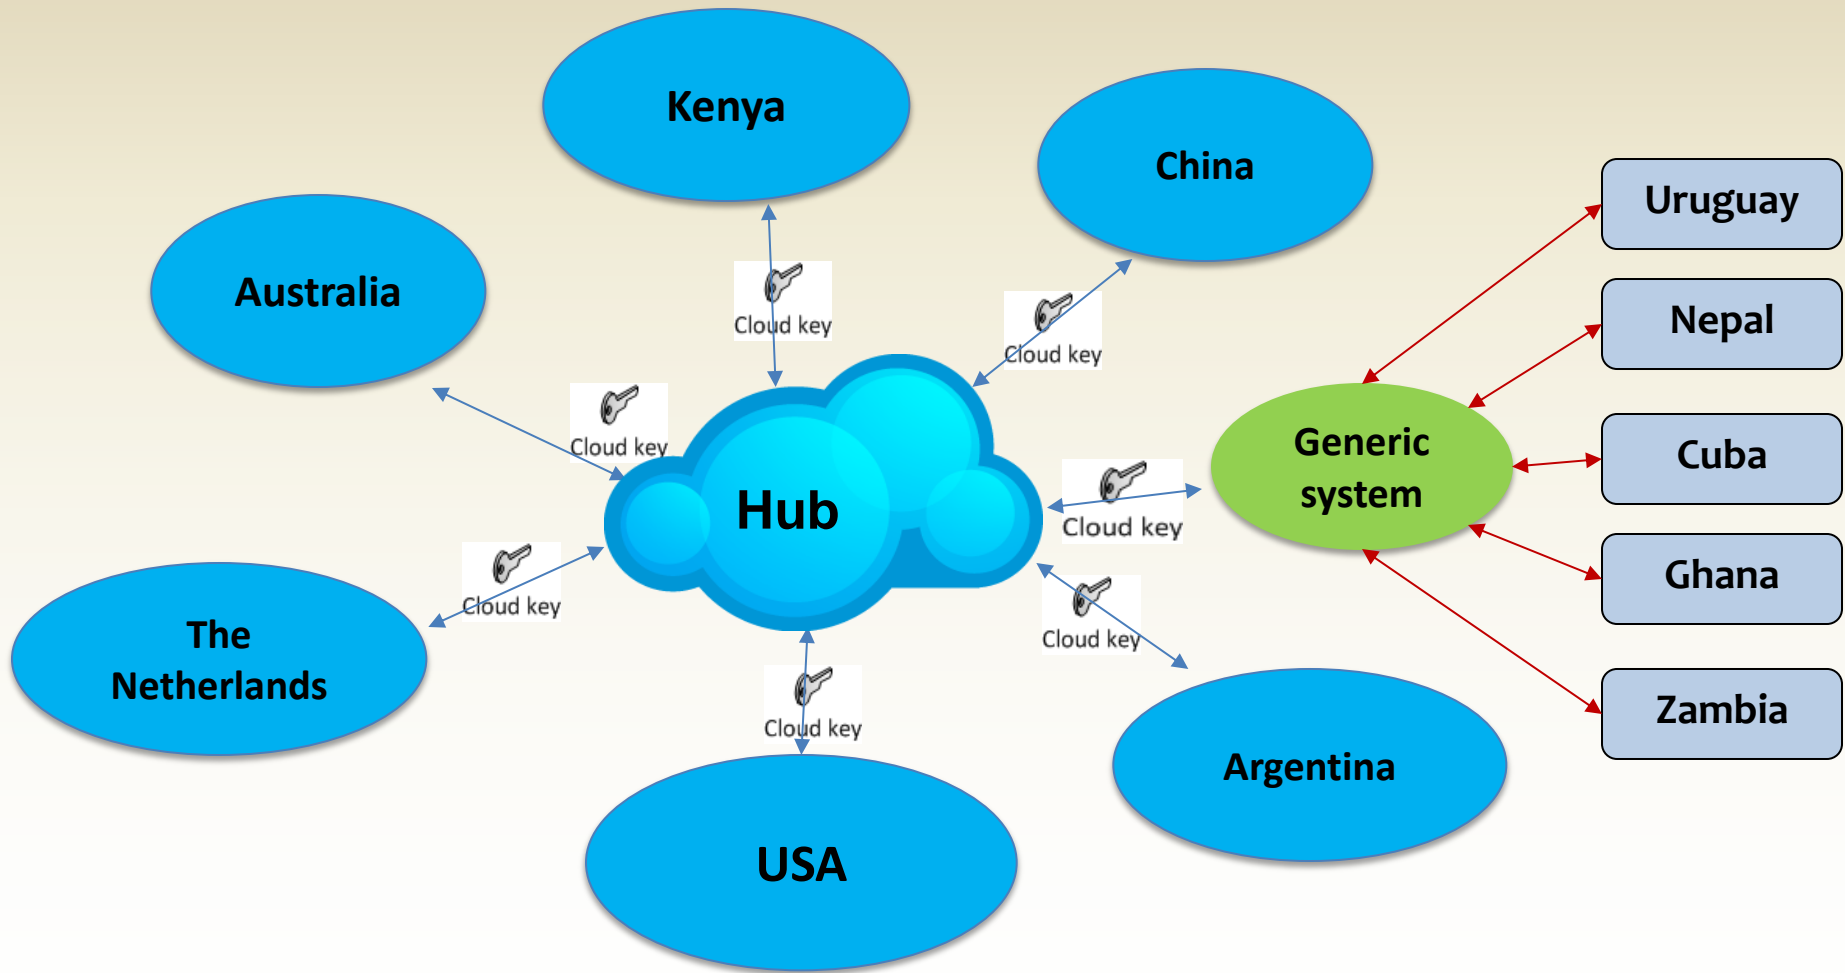 Kenya
China
Uruguay
Australia
Cloud key
Cloud key
Nepal
Cloud key
Generic
system
Cuba
Hub
Cloud key
Ghana
Cloud key
Cloud key
The
Netherlands
Cloud key
Zambia
Argentina
USA